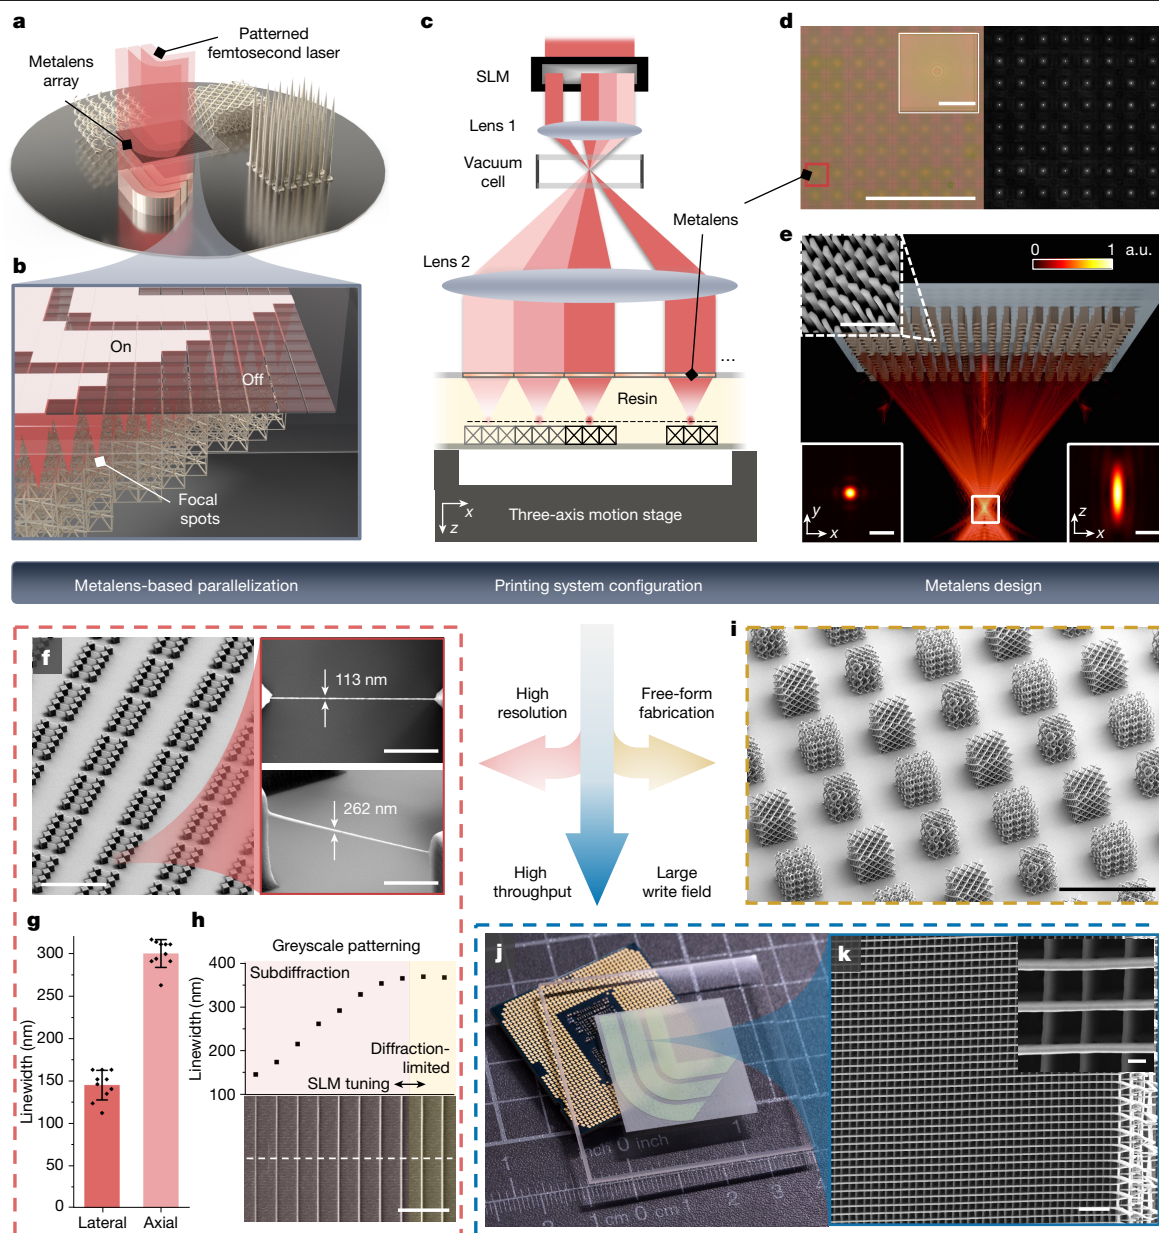 a
Patterned
femtosecond laser
Metalens
array
b
On
Off
Focal
spots
c
SLM
Lens 1
Vacuum
cell
Metalens
Lens 2
...
Resin
x
z
Three-axis motion stage
d
e
0 1 a.u.
y
x
z
x
Metalens-based parallelization
Printing system configuration
Metalens design
f
113 nm
262 nm
High
resolution
Free-form
fabrication
High
throughput
Large
write field
i
g
Linewidth (nm)
300
250
200
150
100
50
0
Lateral
Axial
h
Greyscale patterning
Linewidth (nm)
400
300
200
100
Subdiffraction
Diffraction-
limited
SLM tuning
j
inch 0 inch 1
1
2
1 cm 0 cm 1
2
3
k